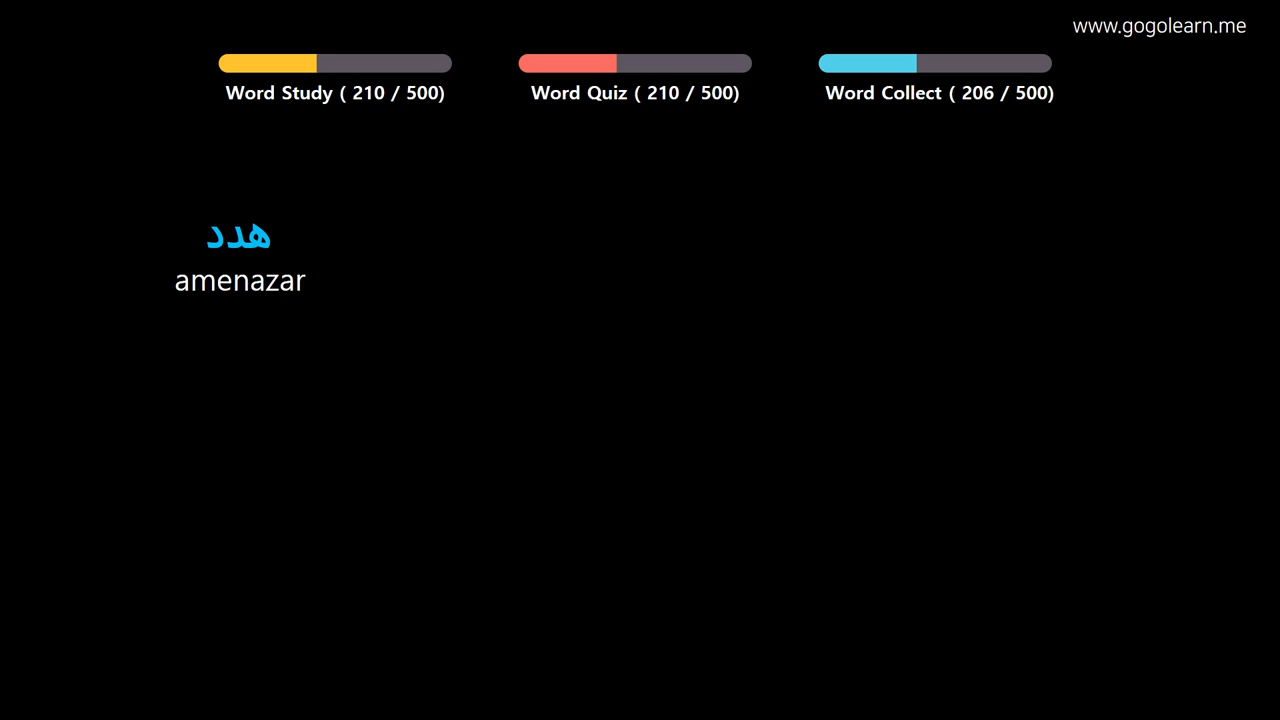 www.gogolearn.me
Word Study ( 210 / 500)
Word Quiz ( 210 / 500)
Word Collect ( 206 / 500)
هدد
amenazar